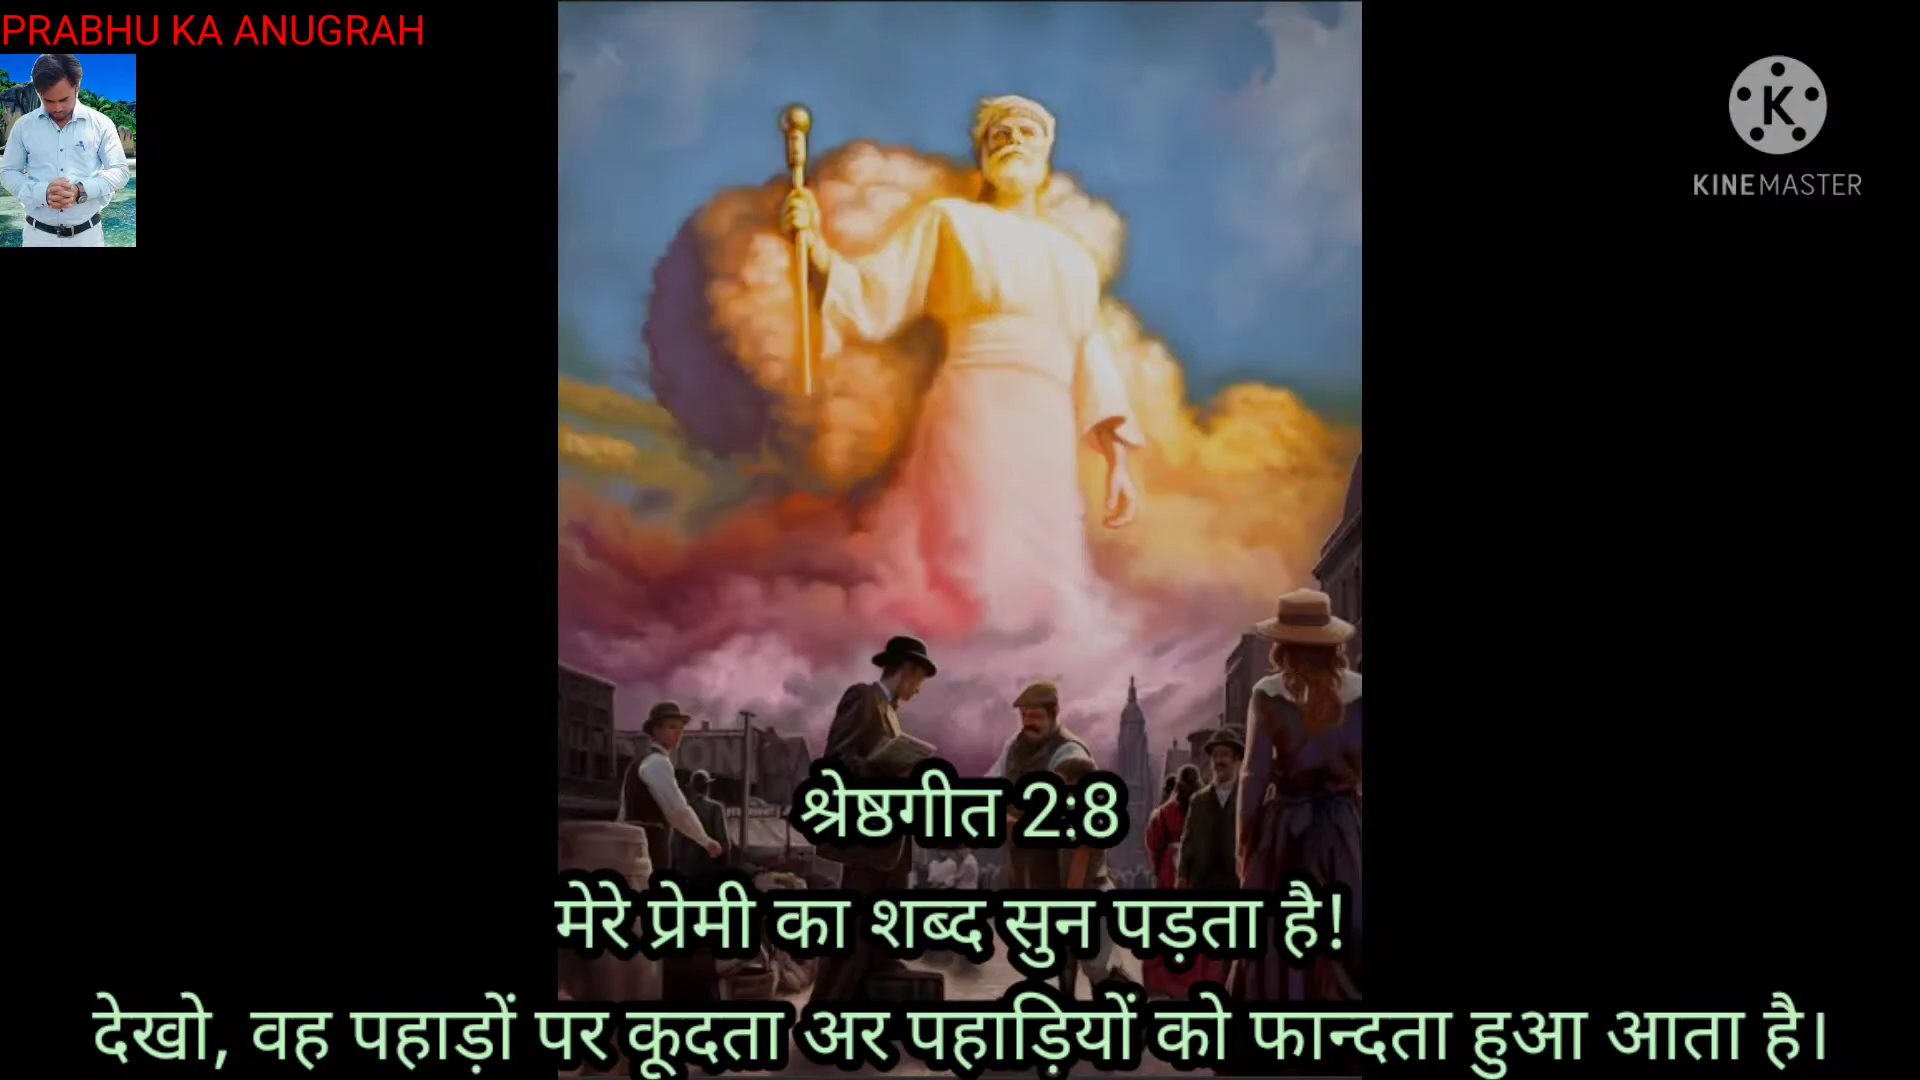 PRABHU KA ANUGRAH
K
KINEMASTER
श्रेष्ठगीत 2:8
मेरे प्रेमी का शब्द सुन पड़ता है!
देखो, वह पहाड़ों पर कूदता अर पहाड़ियों को फान्दता हुआ आता है।